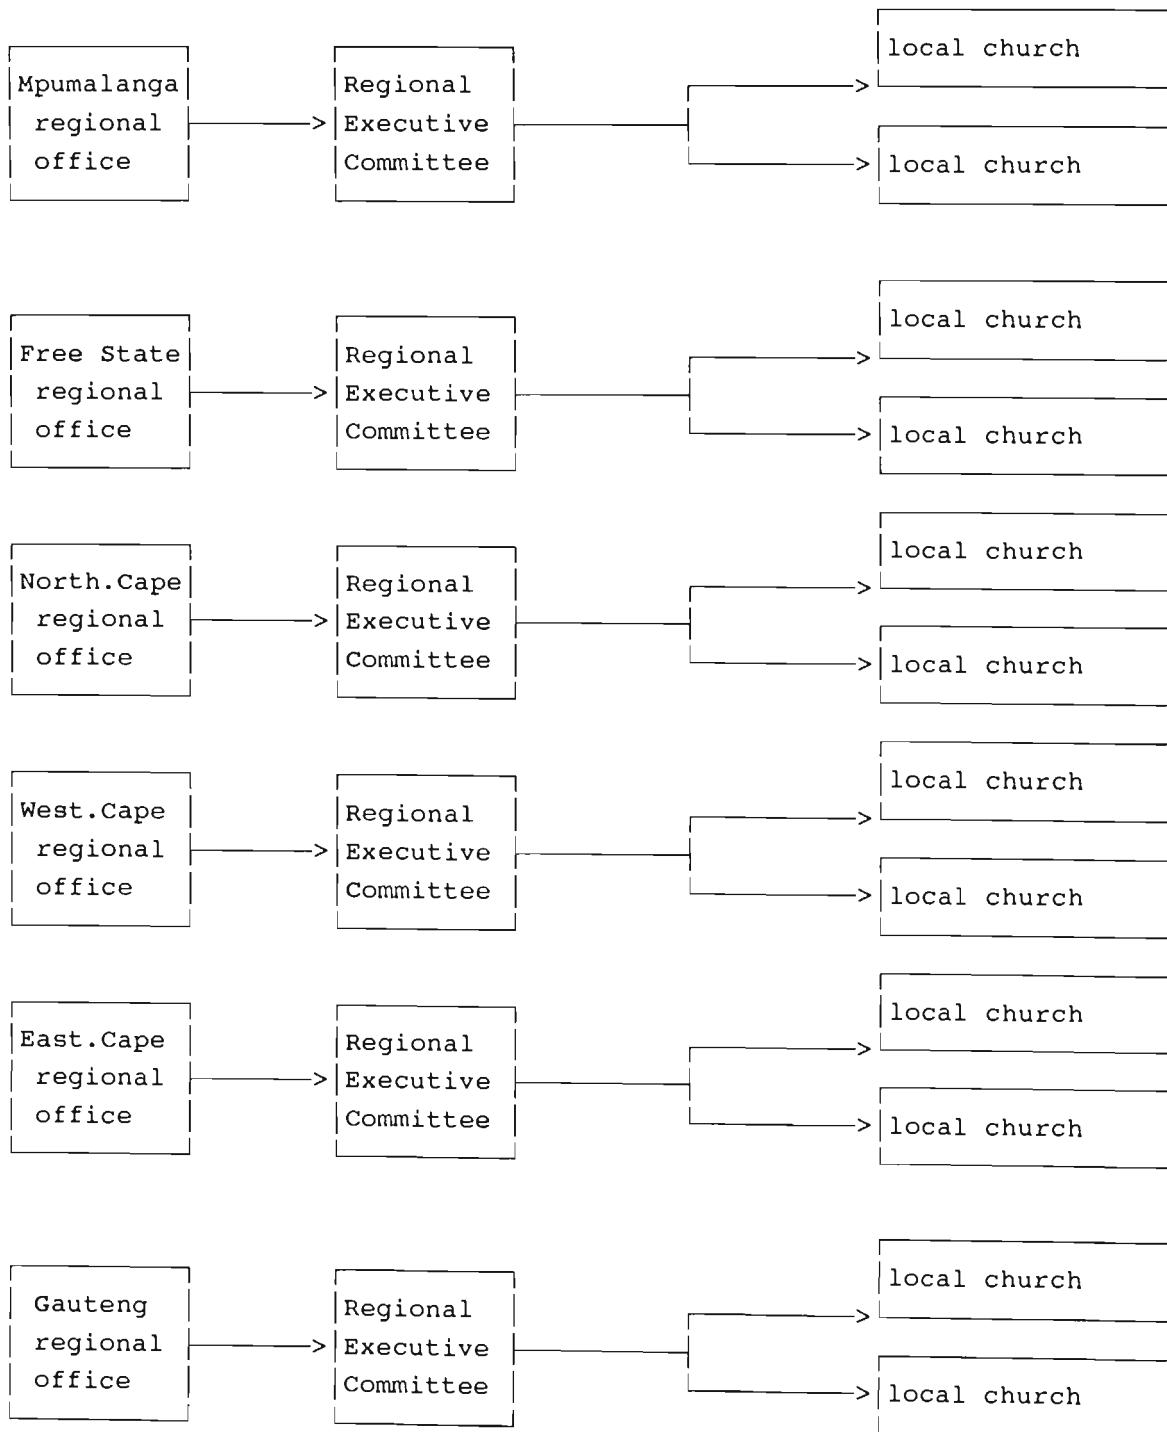 Mpumalanga
regional
office
Regional
Executive
Committee
local church
local church
Free State
regional
office
Regional
Executive
Committee
local church
local church
North.Cape
regional
office
Regional
Executive
Committee
local church
local church
West.Cape
regional
office
Regional
Executive
Committee
local church
local church
East.Cape
regional
office
Regional
Executive
Committee
local church
local church
Gauteng
regional
office
Regional
Executive
Committee
local church
local church